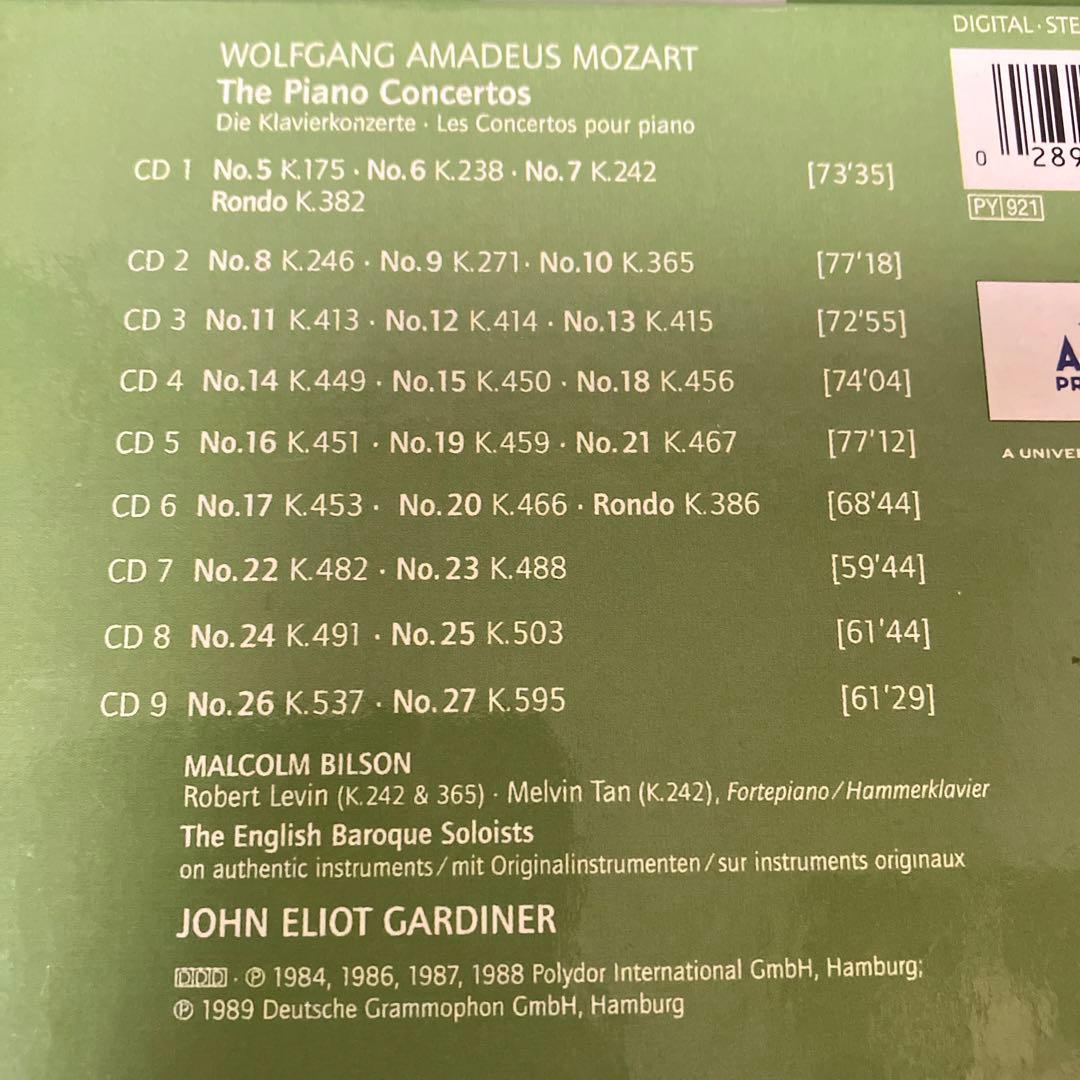 DIGITAL · STE
WOLFGANG AMADEUS MOZART
The Piano Concertos
Die Klavierkonzerte · Les Concertos pour piano
CD 1 No.5 K.175 · No.6 K.238 · No.7 K.242 [73'35]
Rondo K.382
0 289
PY 921
CD 2 No.8 K.246 · No.9 K.271 · No.10 K.365 [77'18]
CD 3 No.11 K.413 · No.12 K.414 · No.13 K.415 [72'55]
CD 4 No.14 K.449 · No.15 K.450 · No.18 K.456 [74'04]
A
PR
CD 5 No.16 K.451 · No.19 K.459 · No.21 K.467 [77'12]
A UNIVE
CD 6 No.17 K.453 · No.20 K.466 · Rondo K.386 [68'44]
CD 7 No.22 K.482 · No.23 K.488 [59'44]
CD 8 No.24 K.491 · No.25 K.503 [61'44]
CD 9 No.26 K.537 · No.27 K.595 [61'29]
MALCOLM BILSON
Robert Levin (K.242 & 365) · Melvin Tan (K.242), Fortepiano/Hammerklavier
The English Baroque Soloists
on authentic instruments/mit Originalinstrumenten/sur instruments originaux
JOHN ELIOT GARDINER
DDD · ℗ 1984, 1986, 1987, 1988 Polydor International GmbH, Hamburg;
℗ 1989 Deutsche Grammophon GmbH, Hamburg